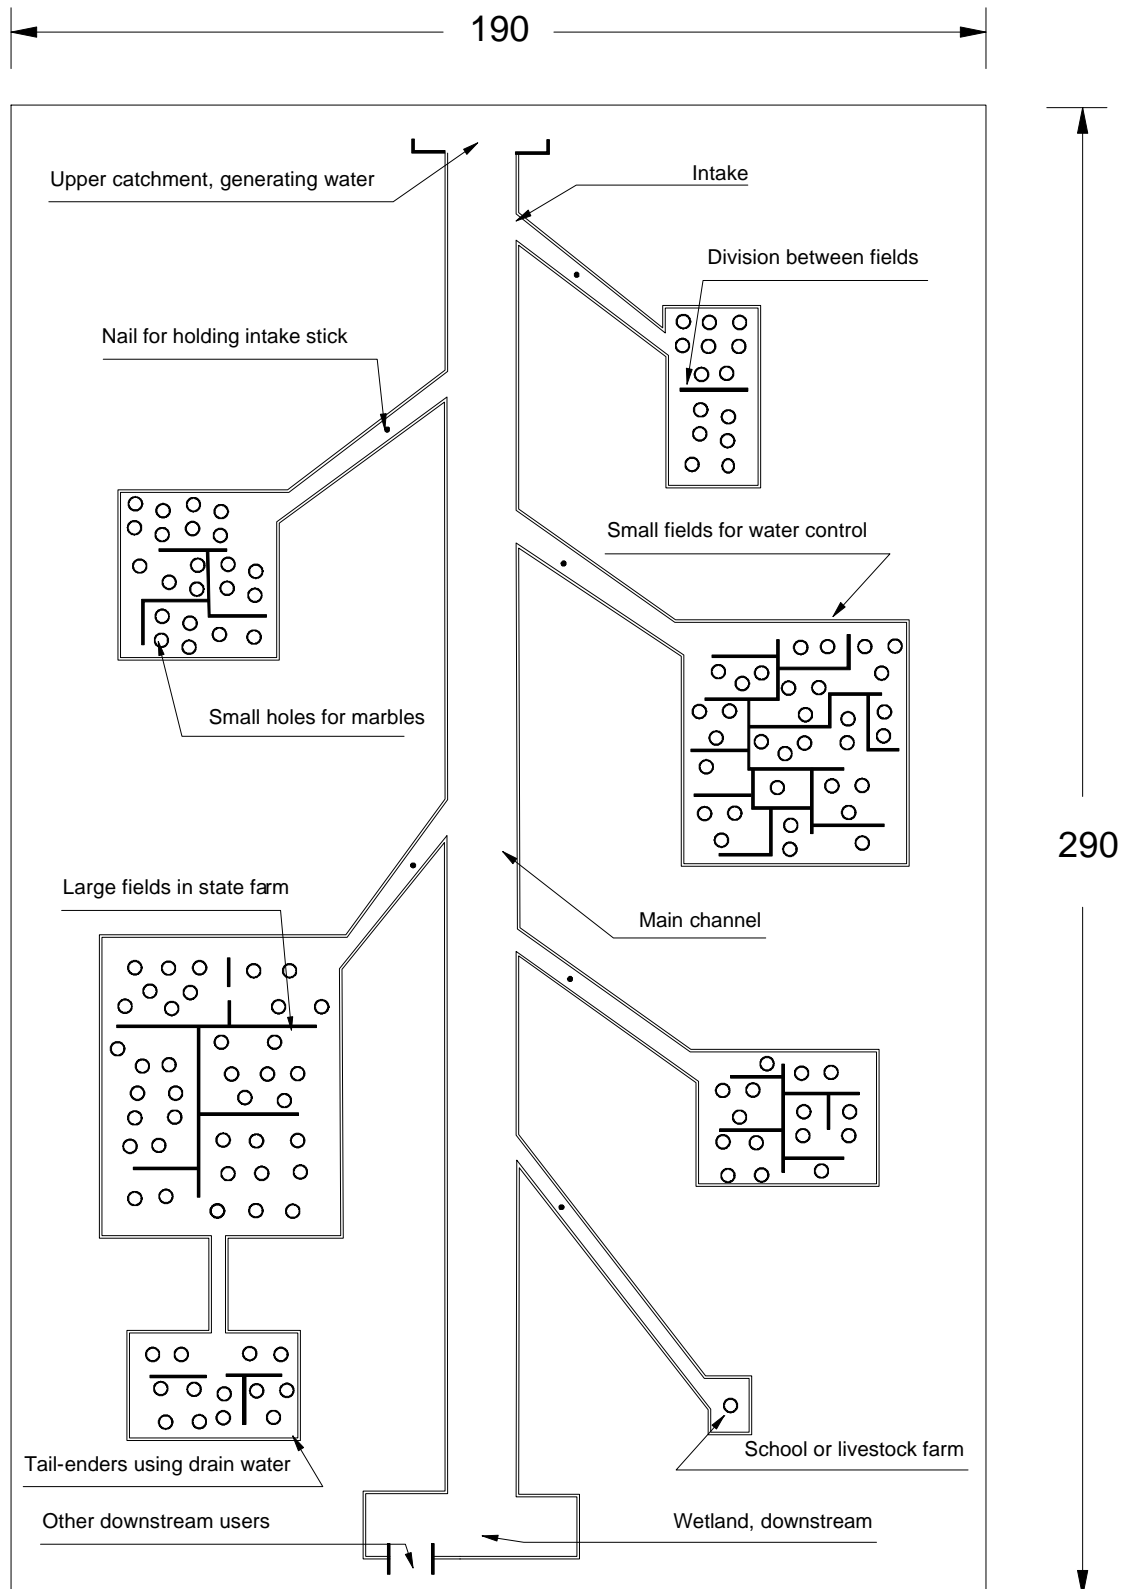 190
Upper catchment, generating water
Intake
Division between fields
Nail for holding intake stick
Small fields for water control
Small holes for marbles
290
Large fields in state farm
Main channel
School or livestock farm
Tail-enders using drain water
Other downstream users
Wetland, downstream